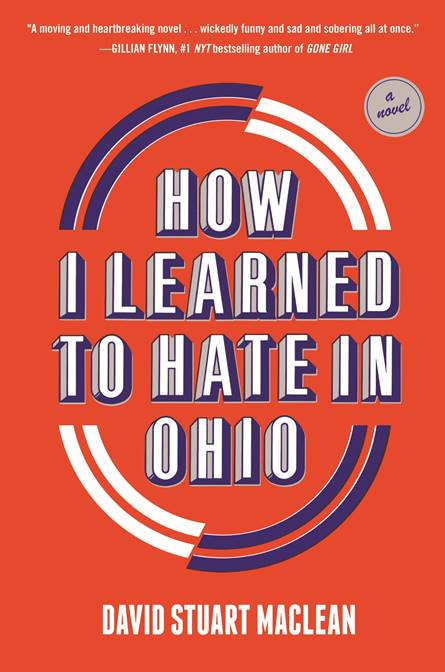 "A moving and heartbreaking novel . . . wickedly funny and sad and sobering all at once."
—GILLIAN FLYNN, #1 NYT bestselling author of GONE GIRL
a
novel
HOW
I LEARNED
TO HATE IN
OHIO
DAVID STUART MACLEAN